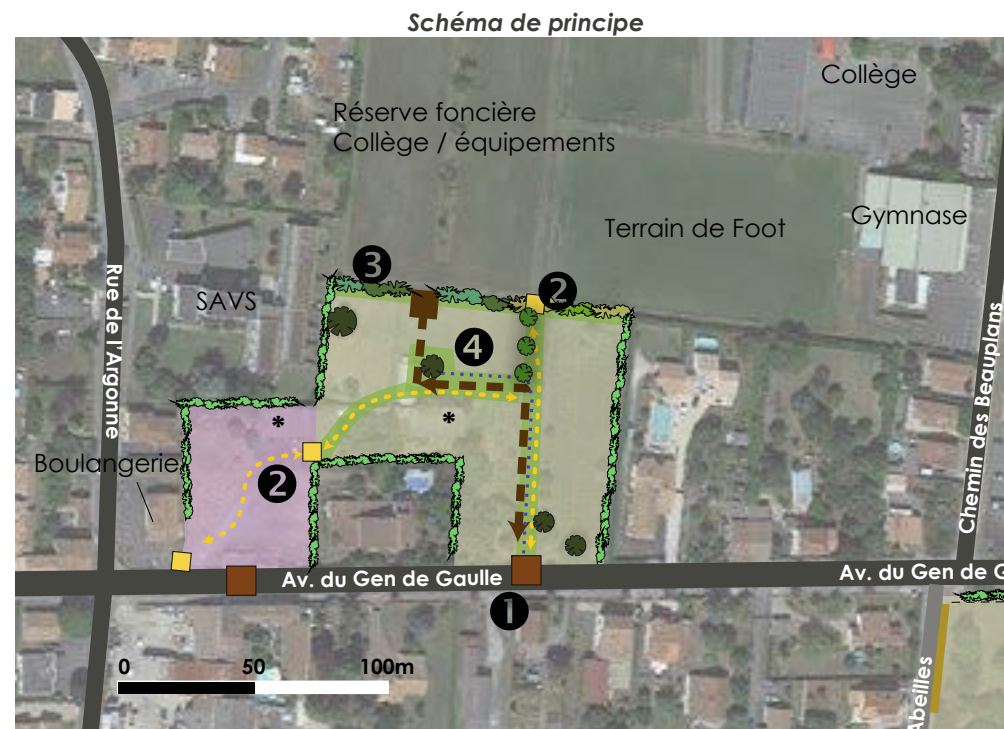 Schéma de principe
Collège
Réserve foncière
Collège / équipements
Terrain de Foot
Gymnase
Rue de l'Argonne
SAVS
3
2
4
*
*
Boulangerie
2
Chemin des Beauplans
Av. du Gen de Gaulle
Av. du Gen de G
1
0 50 100m
Abeilles